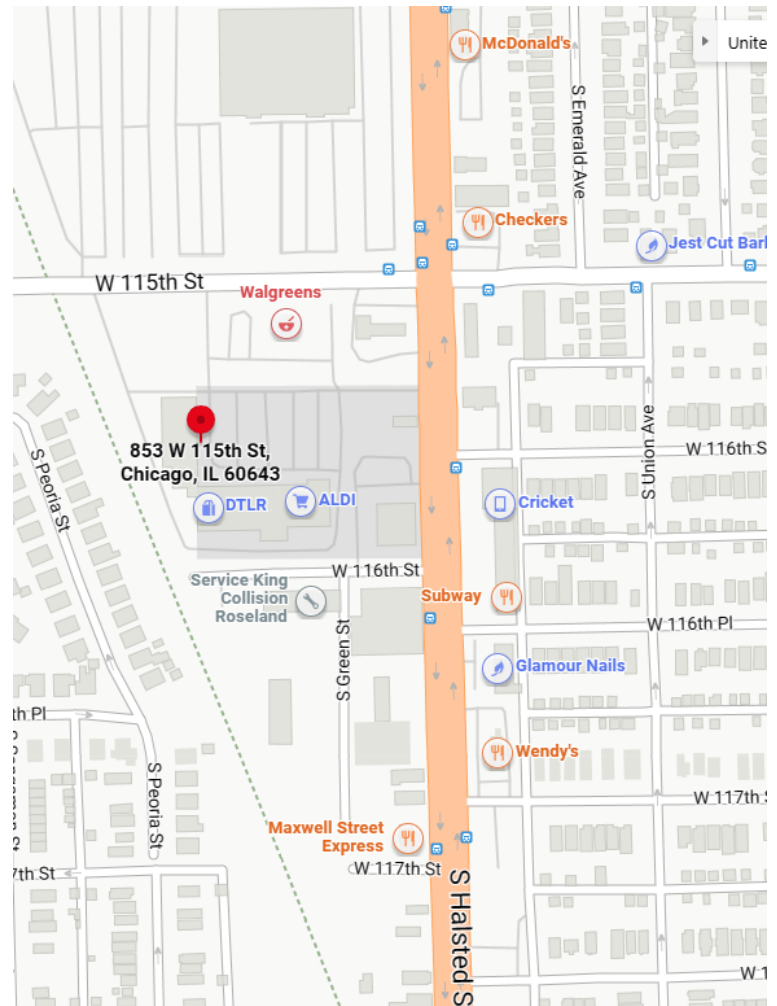 McDonald's
Unite
S Emerald Ave
Checkers
Jest Cut Barb
W 115th St
Walgreens
853 W 115th St,
Chicago, IL 60643
S Peoria St
S Union Ave
W 116th S
DTLR
ALDI
Cricket
W 116th St
Service King
Collision
Roseland
Subway
W 116th Pl
S Green St
Glamour Nails
th Pl
S Peoria St
Wendy's
W 117th S
Maxwell Street
Express
W 117th St
7th St
S Halsted S
W 1